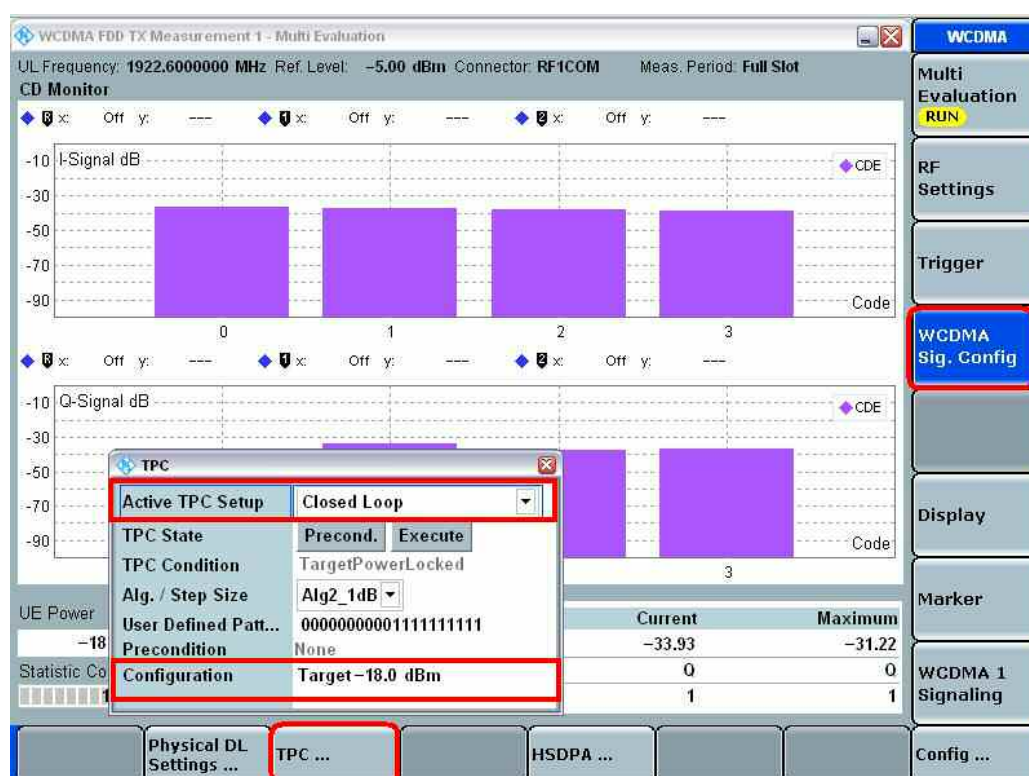 WCDMA FDD TX Measurement 1 - Multi Evaluation
WCDMA
UL Frequency: 1922.6000000 MHz Ref. Level: -5.00 dBm Connector: RF1COM Meas. Period: Full Slot
CD Monitor
Multi
Evaluation
RUN
x: Off y: --- x: Off y: --- x: Off y: ---
-10 I-Signal dB
CDE
-30
-50
-70
-90
Code
0 1 2 3
RF
Settings
Trigger
WCDMA
Sig. Config
x: Off y: --- x: Off y: --- x: Off y: ---
-10 Q-Signal dB
CDE
-30
-50
-70
-90
Code
3
TPC
Active TPC Setup Closed Loop
TPC State Precond. Execute
TPC Condition TargetPowerLocked
Alg. / Step Size Alg2_1dB
User Defined Patt... 00000000001111111111
Precondition None
Configuration Target -18.0 dBm
UE Power
-18
Statistic Co
1
Current Maximum
-33.93 -31.22
Q Q
1 1
Display
Marker
WCDMA 1
Signaling
Physical DL
Settings ...
TPC ...
HSDPA ...
Config ...